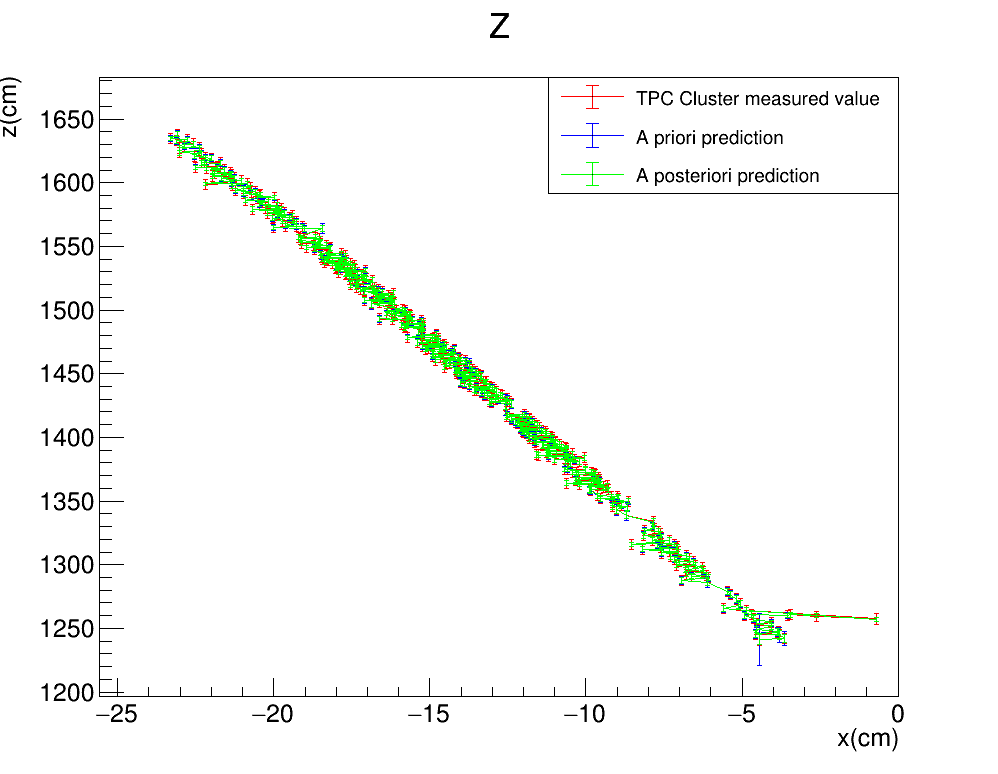 Z
z(cm)
TPC Cluster measured value
A priori prediction
A posteriori prediction
1650
1600
1550
1500
1450
1400
1350
1300
1250
1200
−25 −20 −15 −10 −5 0
x(cm)